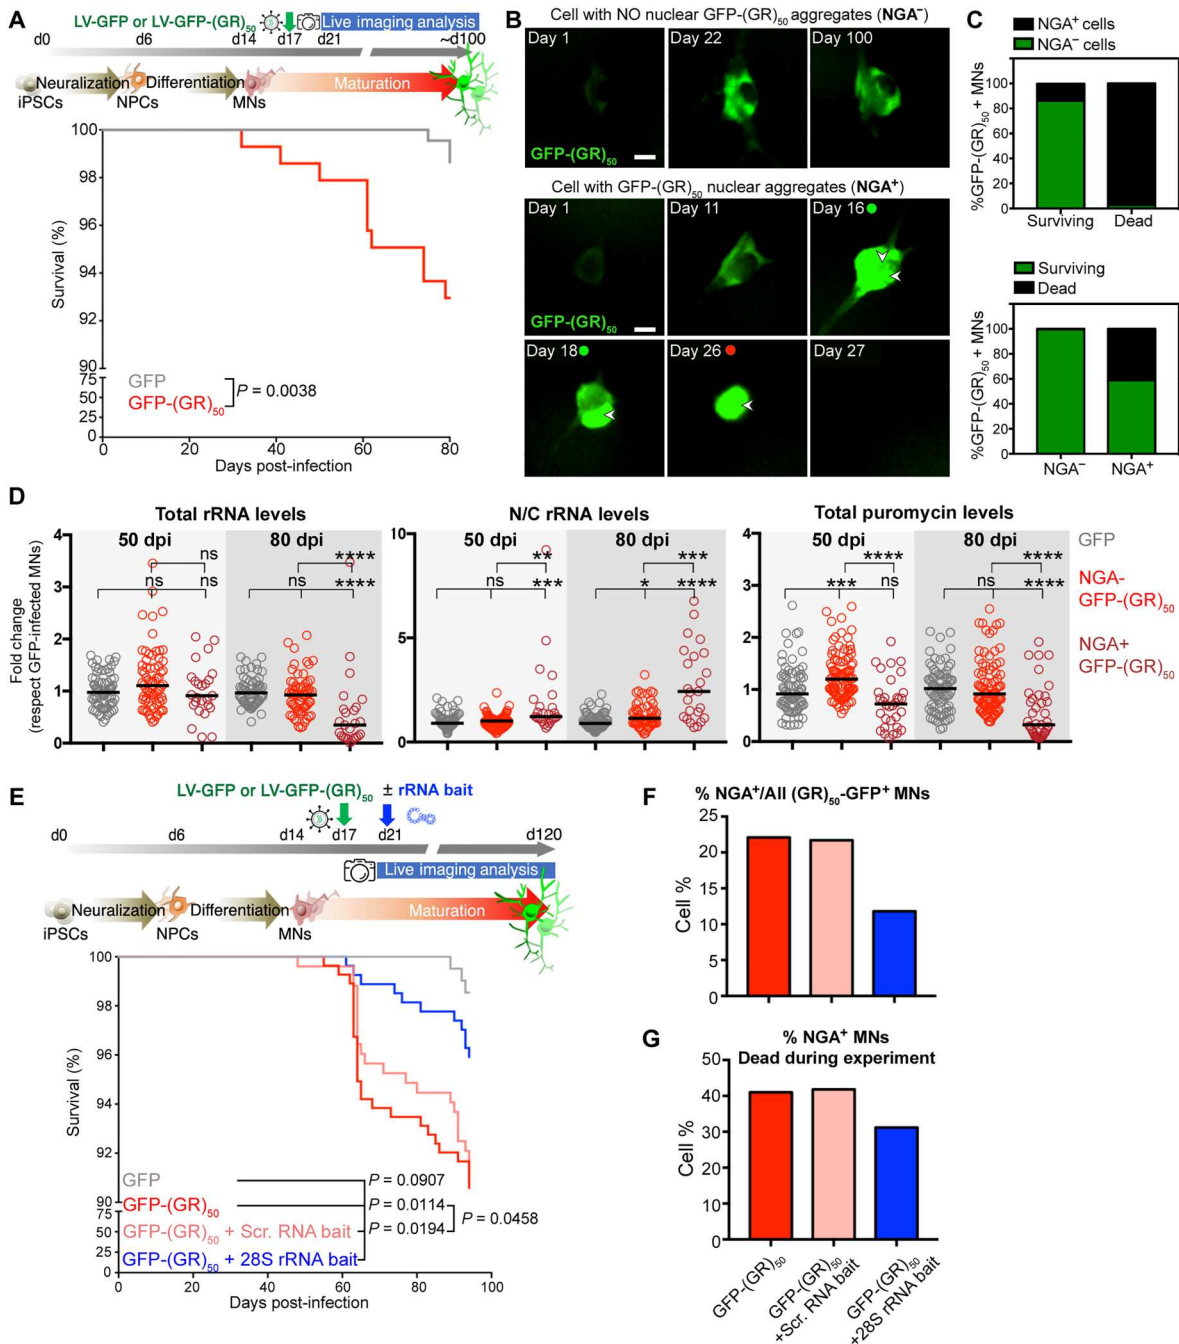 A
LV-GFP or LV-GFP-(GR)50
Live imaging analysis
d0 d6 d14 d17 d21 ~d100
Neuralization Differentiation Maturation
iPSCs NPCs MNs
Survival (%)
100
98
96
94
92
90
75
50
25
0
GFP
GFP-(GR)50
P = 0.0038
0 20 40 60 80
Days post-infection
B
Cell with NO nuclear GFP-(GR)50 aggregates (NGA–)
Day 1 Day 22 Day 100
GFP-(GR)50
Cell with GFP-(GR)50 nuclear aggregates (NGA+)
Day 1 Day 11 Day 16
GFP-(GR)50
Day 18 Day 26 Day 27
C
NGA+ cells
NGA– cells
%GFP-(GR)50 + MNs
100
80
60
40
20
0
Surviving Dead
Surviving
Dead
%GFP-(GR)50 + MNs
100
80
60
40
20
0
NGA– NGA+
D
Fold change
(respect GFP-infected MNs)
Total rRNA levels
50 dpi 80 dpi
4
3
2
1
0
ns ****
ns ns ****
N/C rRNA levels
50 dpi 80 dpi
10
5
0
** ***
ns *** * ****
Total puromycin levels
50 dpi 80 dpi
4
3
2
1
0
**** ****
*** ns ns ****
GFP
NGA-
GFP-(GR)50
NGA+
GFP-(GR)50
E
LV-GFP or LV-GFP-(GR)50 ± rRNA bait
d0 d6 d14 d17 d21 d120
Live imaging analysis
Neuralization Differentiation Maturation
iPSCs NPCs MNs
Survival (%)
100
98
96
94
92
90
75
50
25
0
GFP
GFP-(GR)50
GFP-(GR)50 + Scr. RNA bait
GFP-(GR)50 + 28S rRNA bait
P = 0.0907
P = 0.0114
P = 0.0194
P = 0.0458
0 20 40 60 80 100
Days post-infection
F
% NGA+/All (GR)50-GFP+ MNs
Cell %
25
20
15
10
5
0
G
% NGA+ MNs
Dead during experiment
Cell %
50
40
30
20
10
0
GFP-(GR)50
GFP-(GR)50
+Scr. RNA bait
GFP-(GR)50
+28S rRNA bait